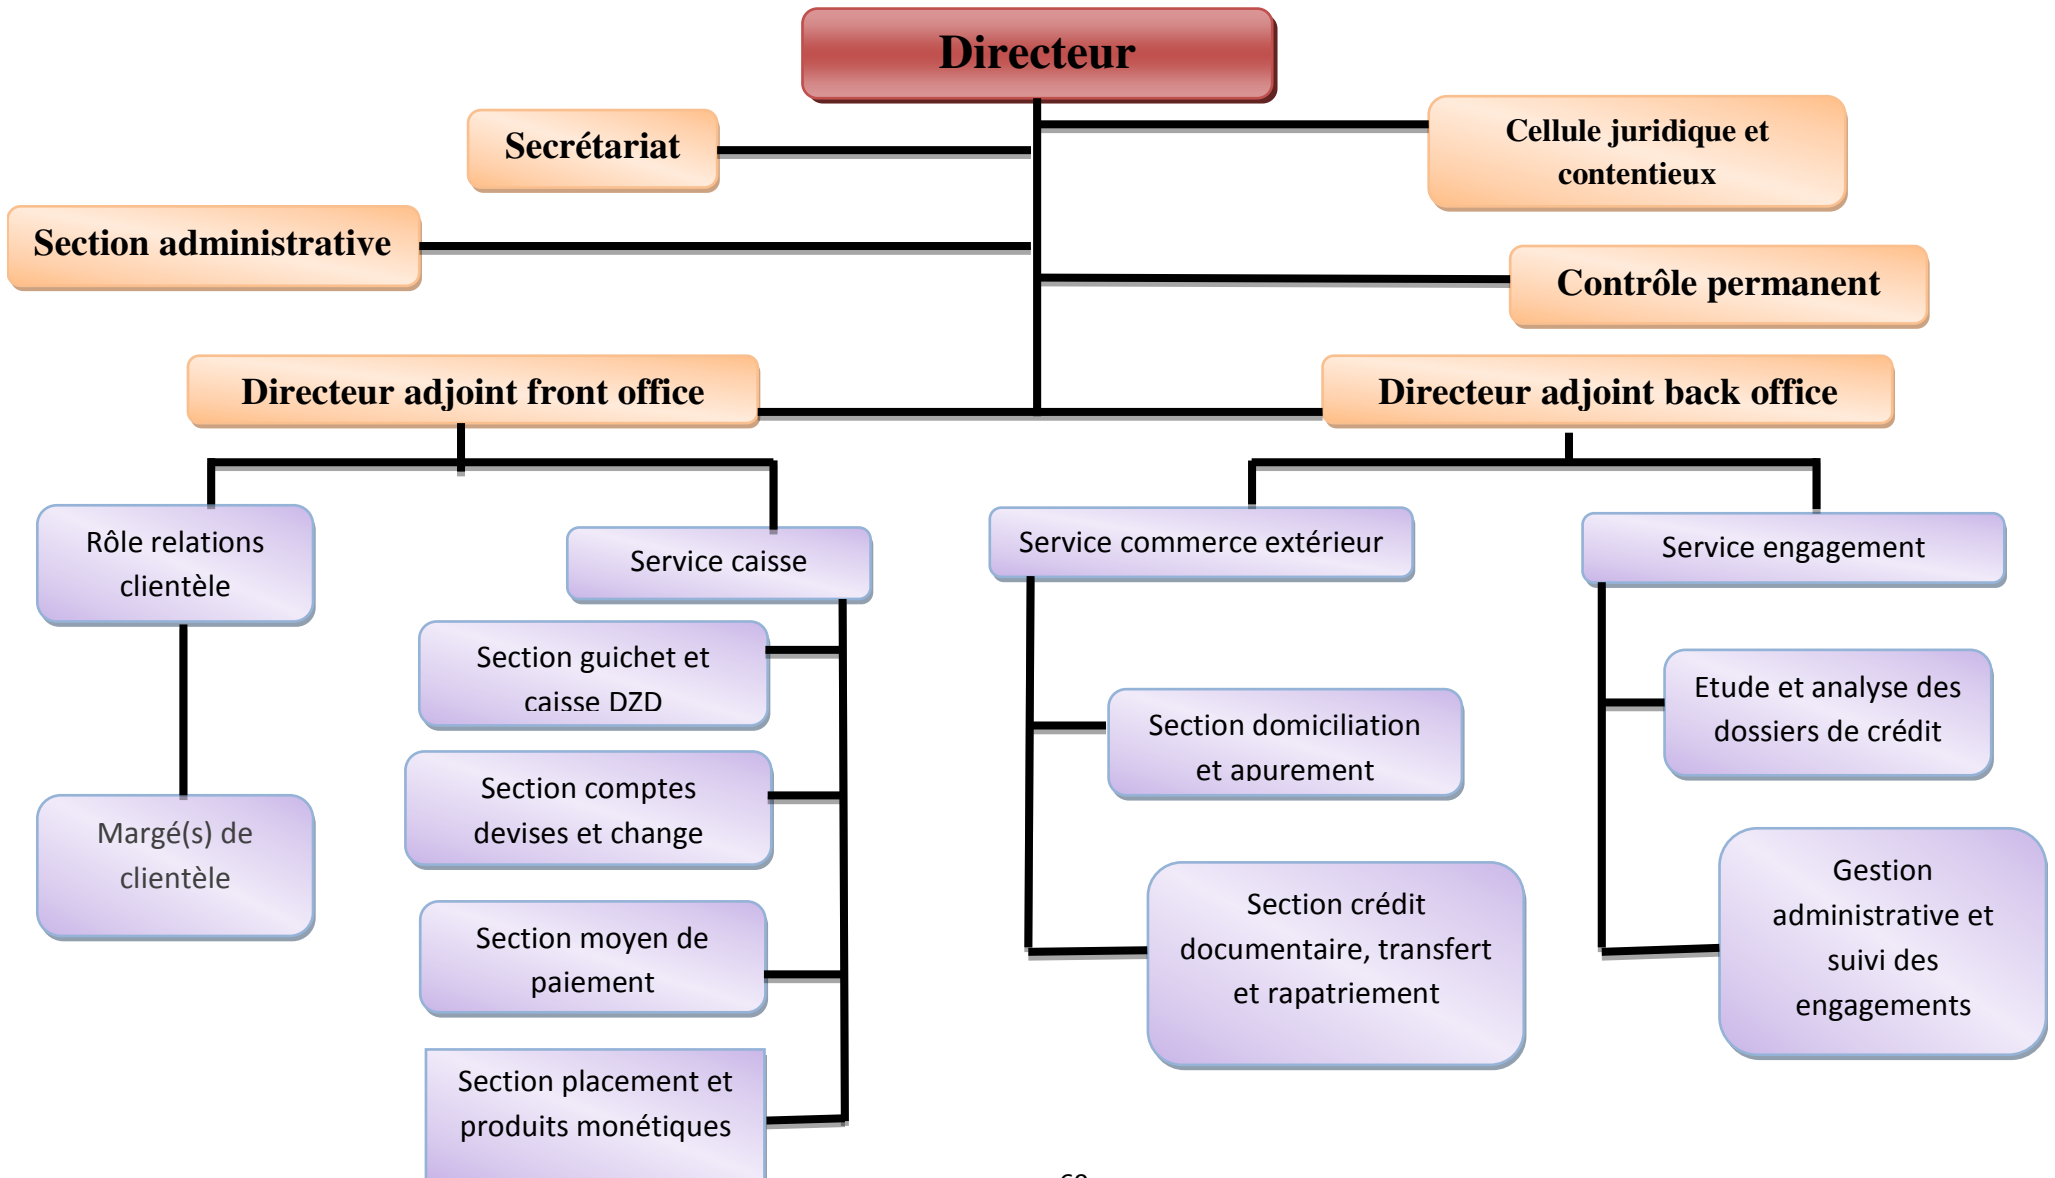 Directeur
Secrétariat
Cellule juridique et
contentieux
Section administrative
Contrôle permanent
Directeur adjoint front office
Directeur adjoint back office
Rôle relations
clientèle
Service caisse
Service commerce extérieur
Service engagement
Section guichet et
caisse DZD
Etude et analyse des
dossiers de crédit
Section domiciliation
et apurement
Section comptes
devises et change
Margé(s) de
clientèle
Gestion
administrative et
suivi des
engagements
Section crédit
documentaire, transfert
et rapatriement
Section moyen de
paiement
Section placement et
produits monétiques